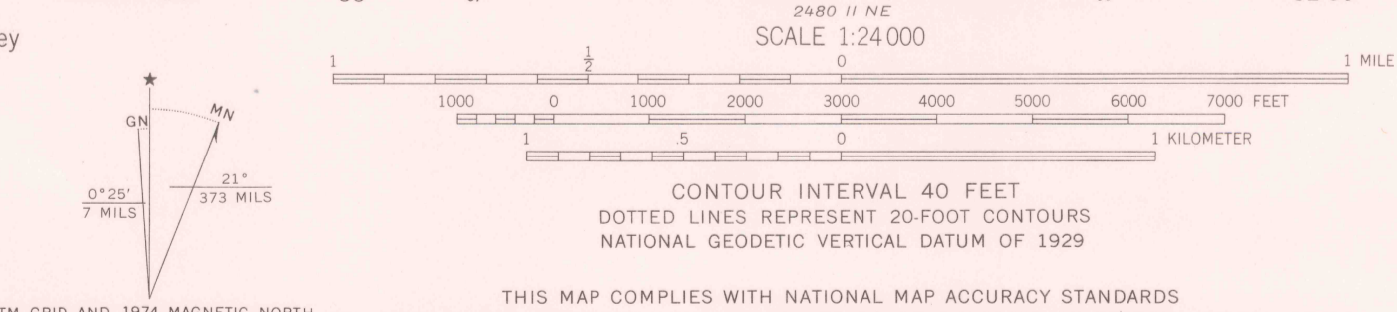 2480 II NE
ey
SCALE 1:24 000
1 1/2 0 1 MILE
1000 0 1000 2000 3000 4000 5000 6000 7000 FEET
1 .5 0 1 KILOMETER
GN MN
0°25′
7 MILS
21°
373 MILS
CONTOUR INTERVAL 40 FEET
DOTTED LINES REPRESENT 20-FOOT CONTOURS
NATIONAL GEODETIC VERTICAL DATUM OF 1929
THIS MAP COMPLIES WITH NATIONAL MAP ACCURACY STANDARDS
TM GRID AND 1974 MAGNETIC NORTH